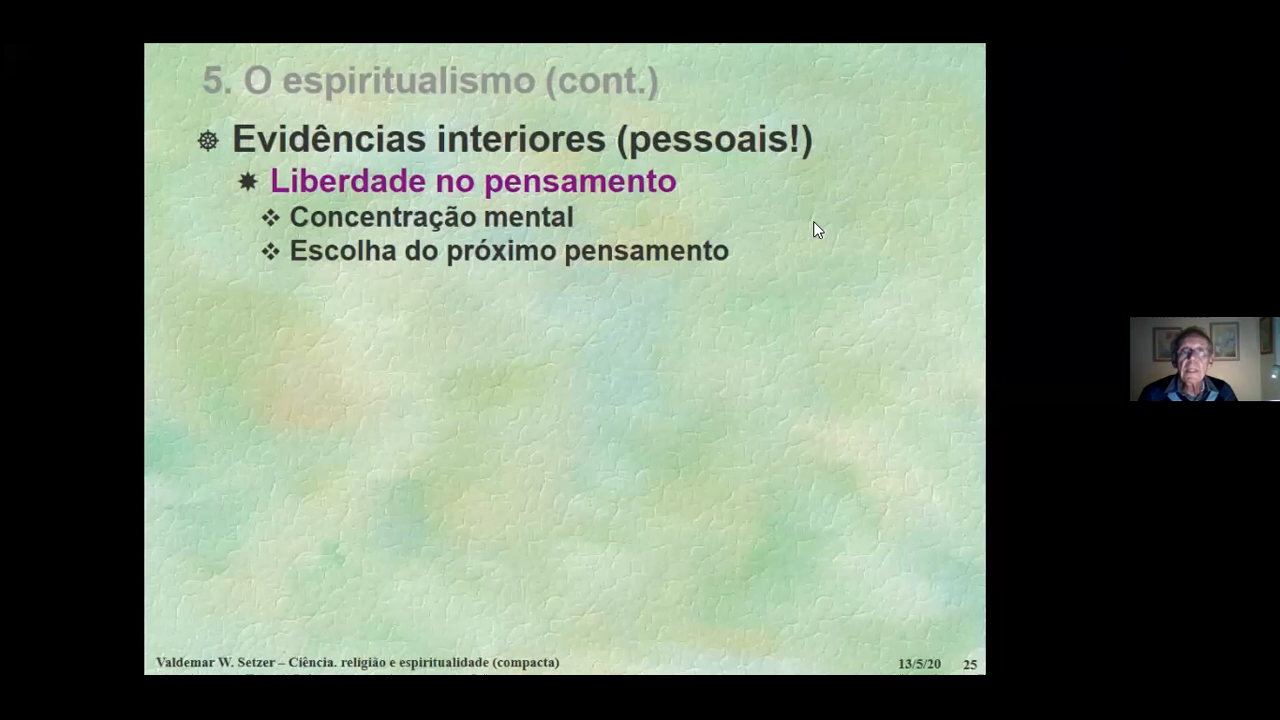 5. O espiritualismo (cont.)
Evidências interiores (pessoais!)
Liberdade no pensamento
Concentração mental
Escolha do próximo pensamento
Valdemar W. Setzer – Ciência. religião e espiritualidade (compacta)
13/5/20 25